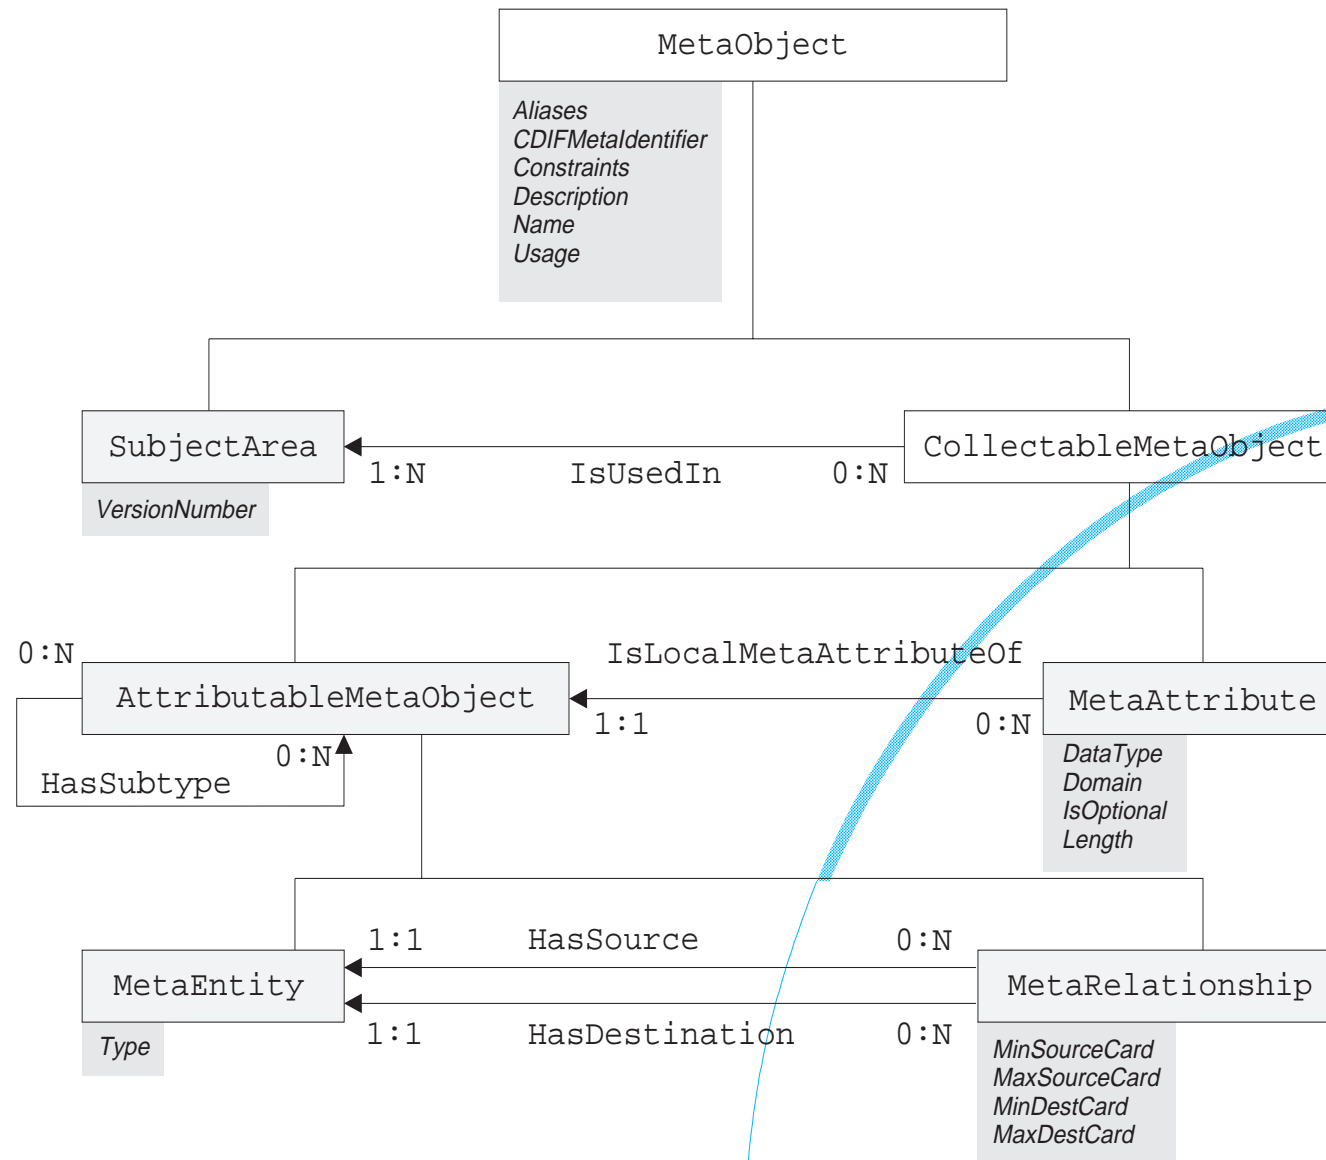 MetaObject
Aliases
CDIFMetaIdentifier
Constraints
Description
Name
Usage
SubjectArea
VersionNumber
1:N IsUsedIn 0:N
CollectableMetaObject
0:N
AttributableMetaObject
0:N
HasSubtype
IsLocalMetaAttributeOf
1:1 0:N
MetaAttribute
DataType
Domain
IsOptional
Length
MetaEntity
Type
1:1 HasSource 0:N
1:1 HasDestination 0:N
MetaRelationship
MinSourceCard
MaxSourceCard
MinDestCard
MaxDestCard